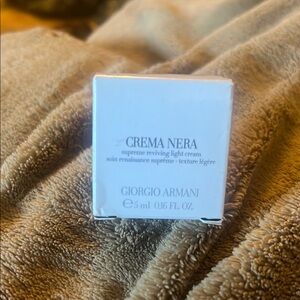 CREMA NERA
supreme reviving light cream
soin renaissance suprême - texture légère
GIORGIO ARMANI
℮5 ml 0.16 FL. OZ.